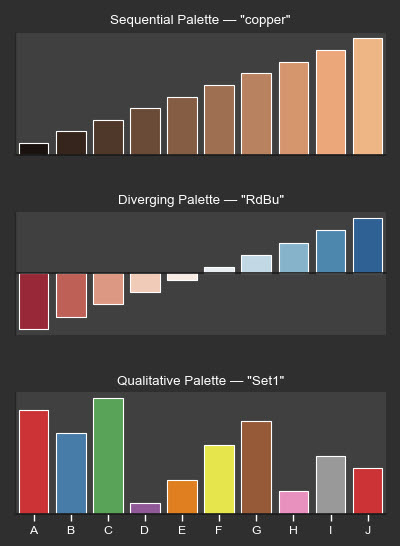 Sequential Palette — "copper"
Diverging Palette — "RdBu"
Qualitative Palette — "Set1"
A B C D E F G H I J